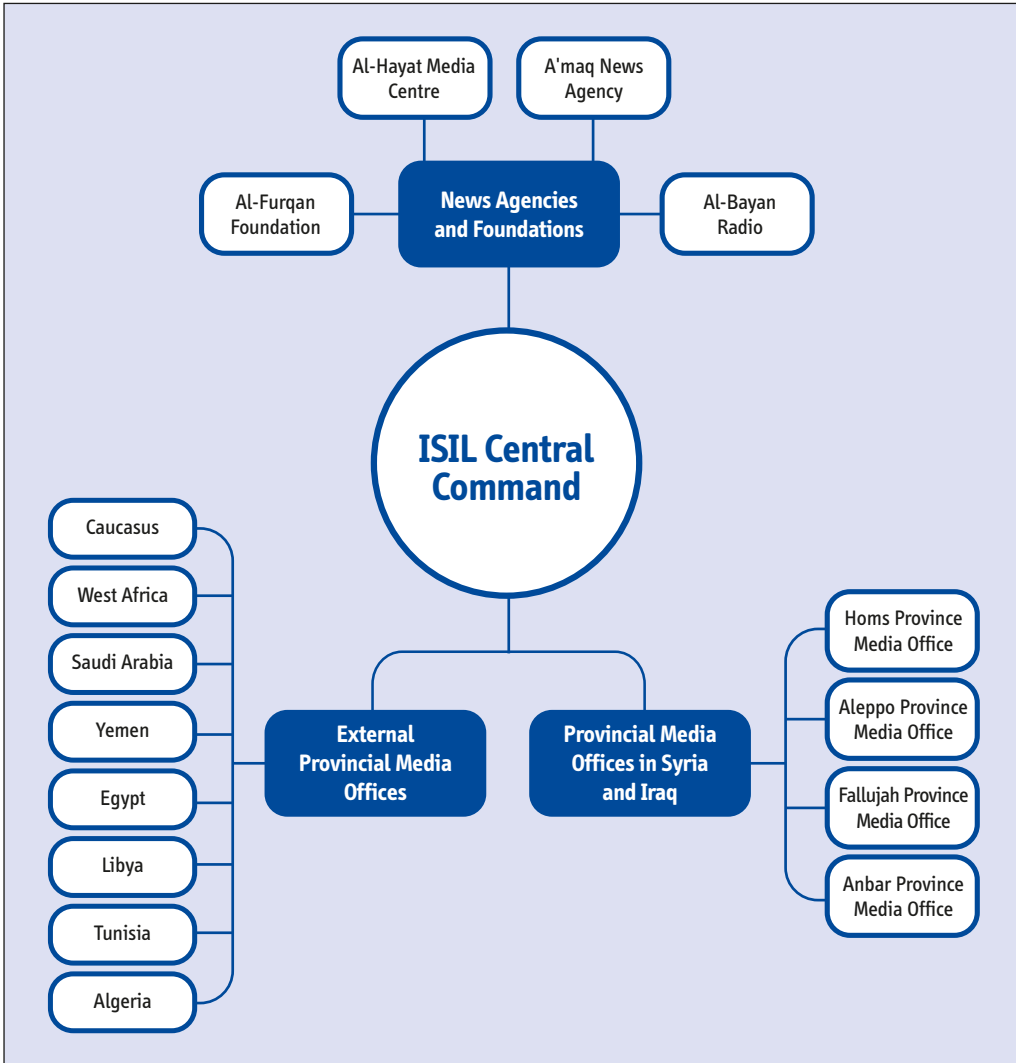 Al-Hayat Media
Centre
A'maq News
Agency
Al-Furqan
Foundation
News Agencies
and Foundations
Al-Bayan
Radio
ISIL Central
Command
Caucasus
West Africa
Saudi Arabia
Yemen
Egypt
Libya
Tunisia
Algeria
External
Provincial Media
Offices
Provincial Media
Offices in Syria
and Iraq
Homs Province
Media Office
Aleppo Province
Media Office
Fallujah Province
Media Office
Anbar Province
Media Office